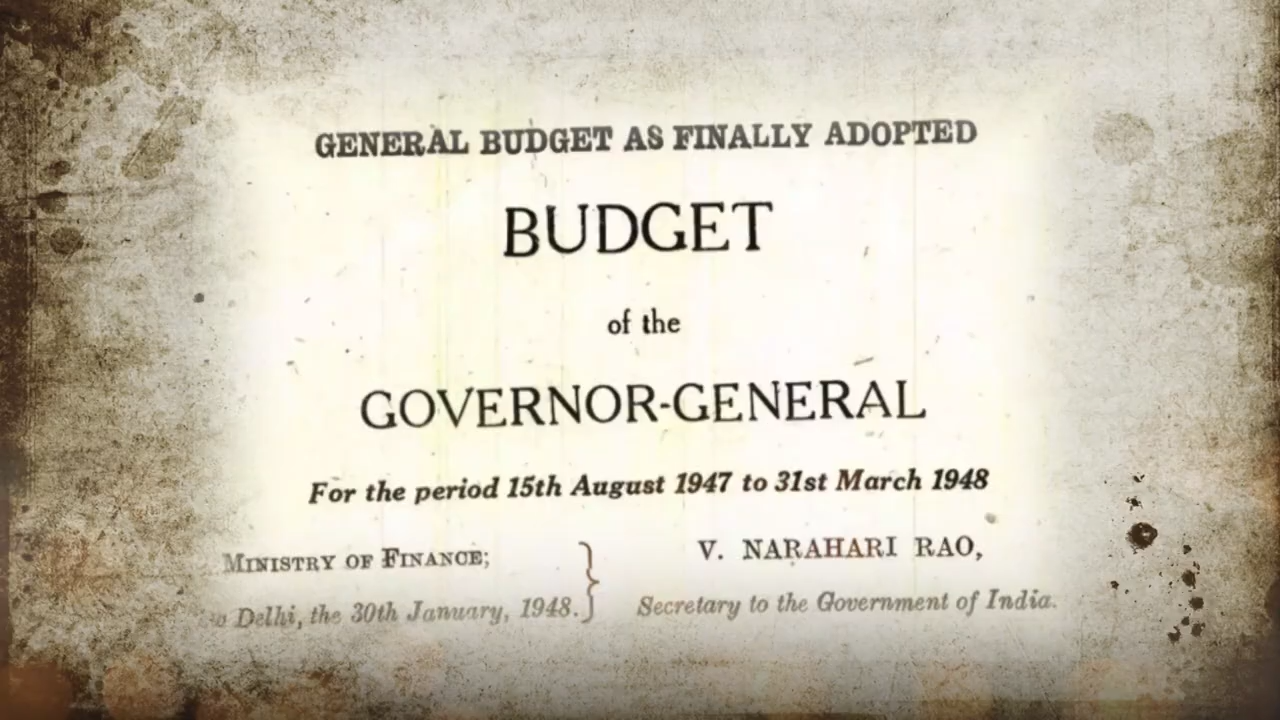 GENERAL BUDGET AS FINALLY ADOPTED
BUDGET
of the
GOVERNOR-GENERAL
For the period 15th August 1947 to 31st March 1948
MINISTRY OF FINANCE;
V. NARAHARI RAO,
Delhi, the 30th January, 1948.
Secretary to the Government of India.